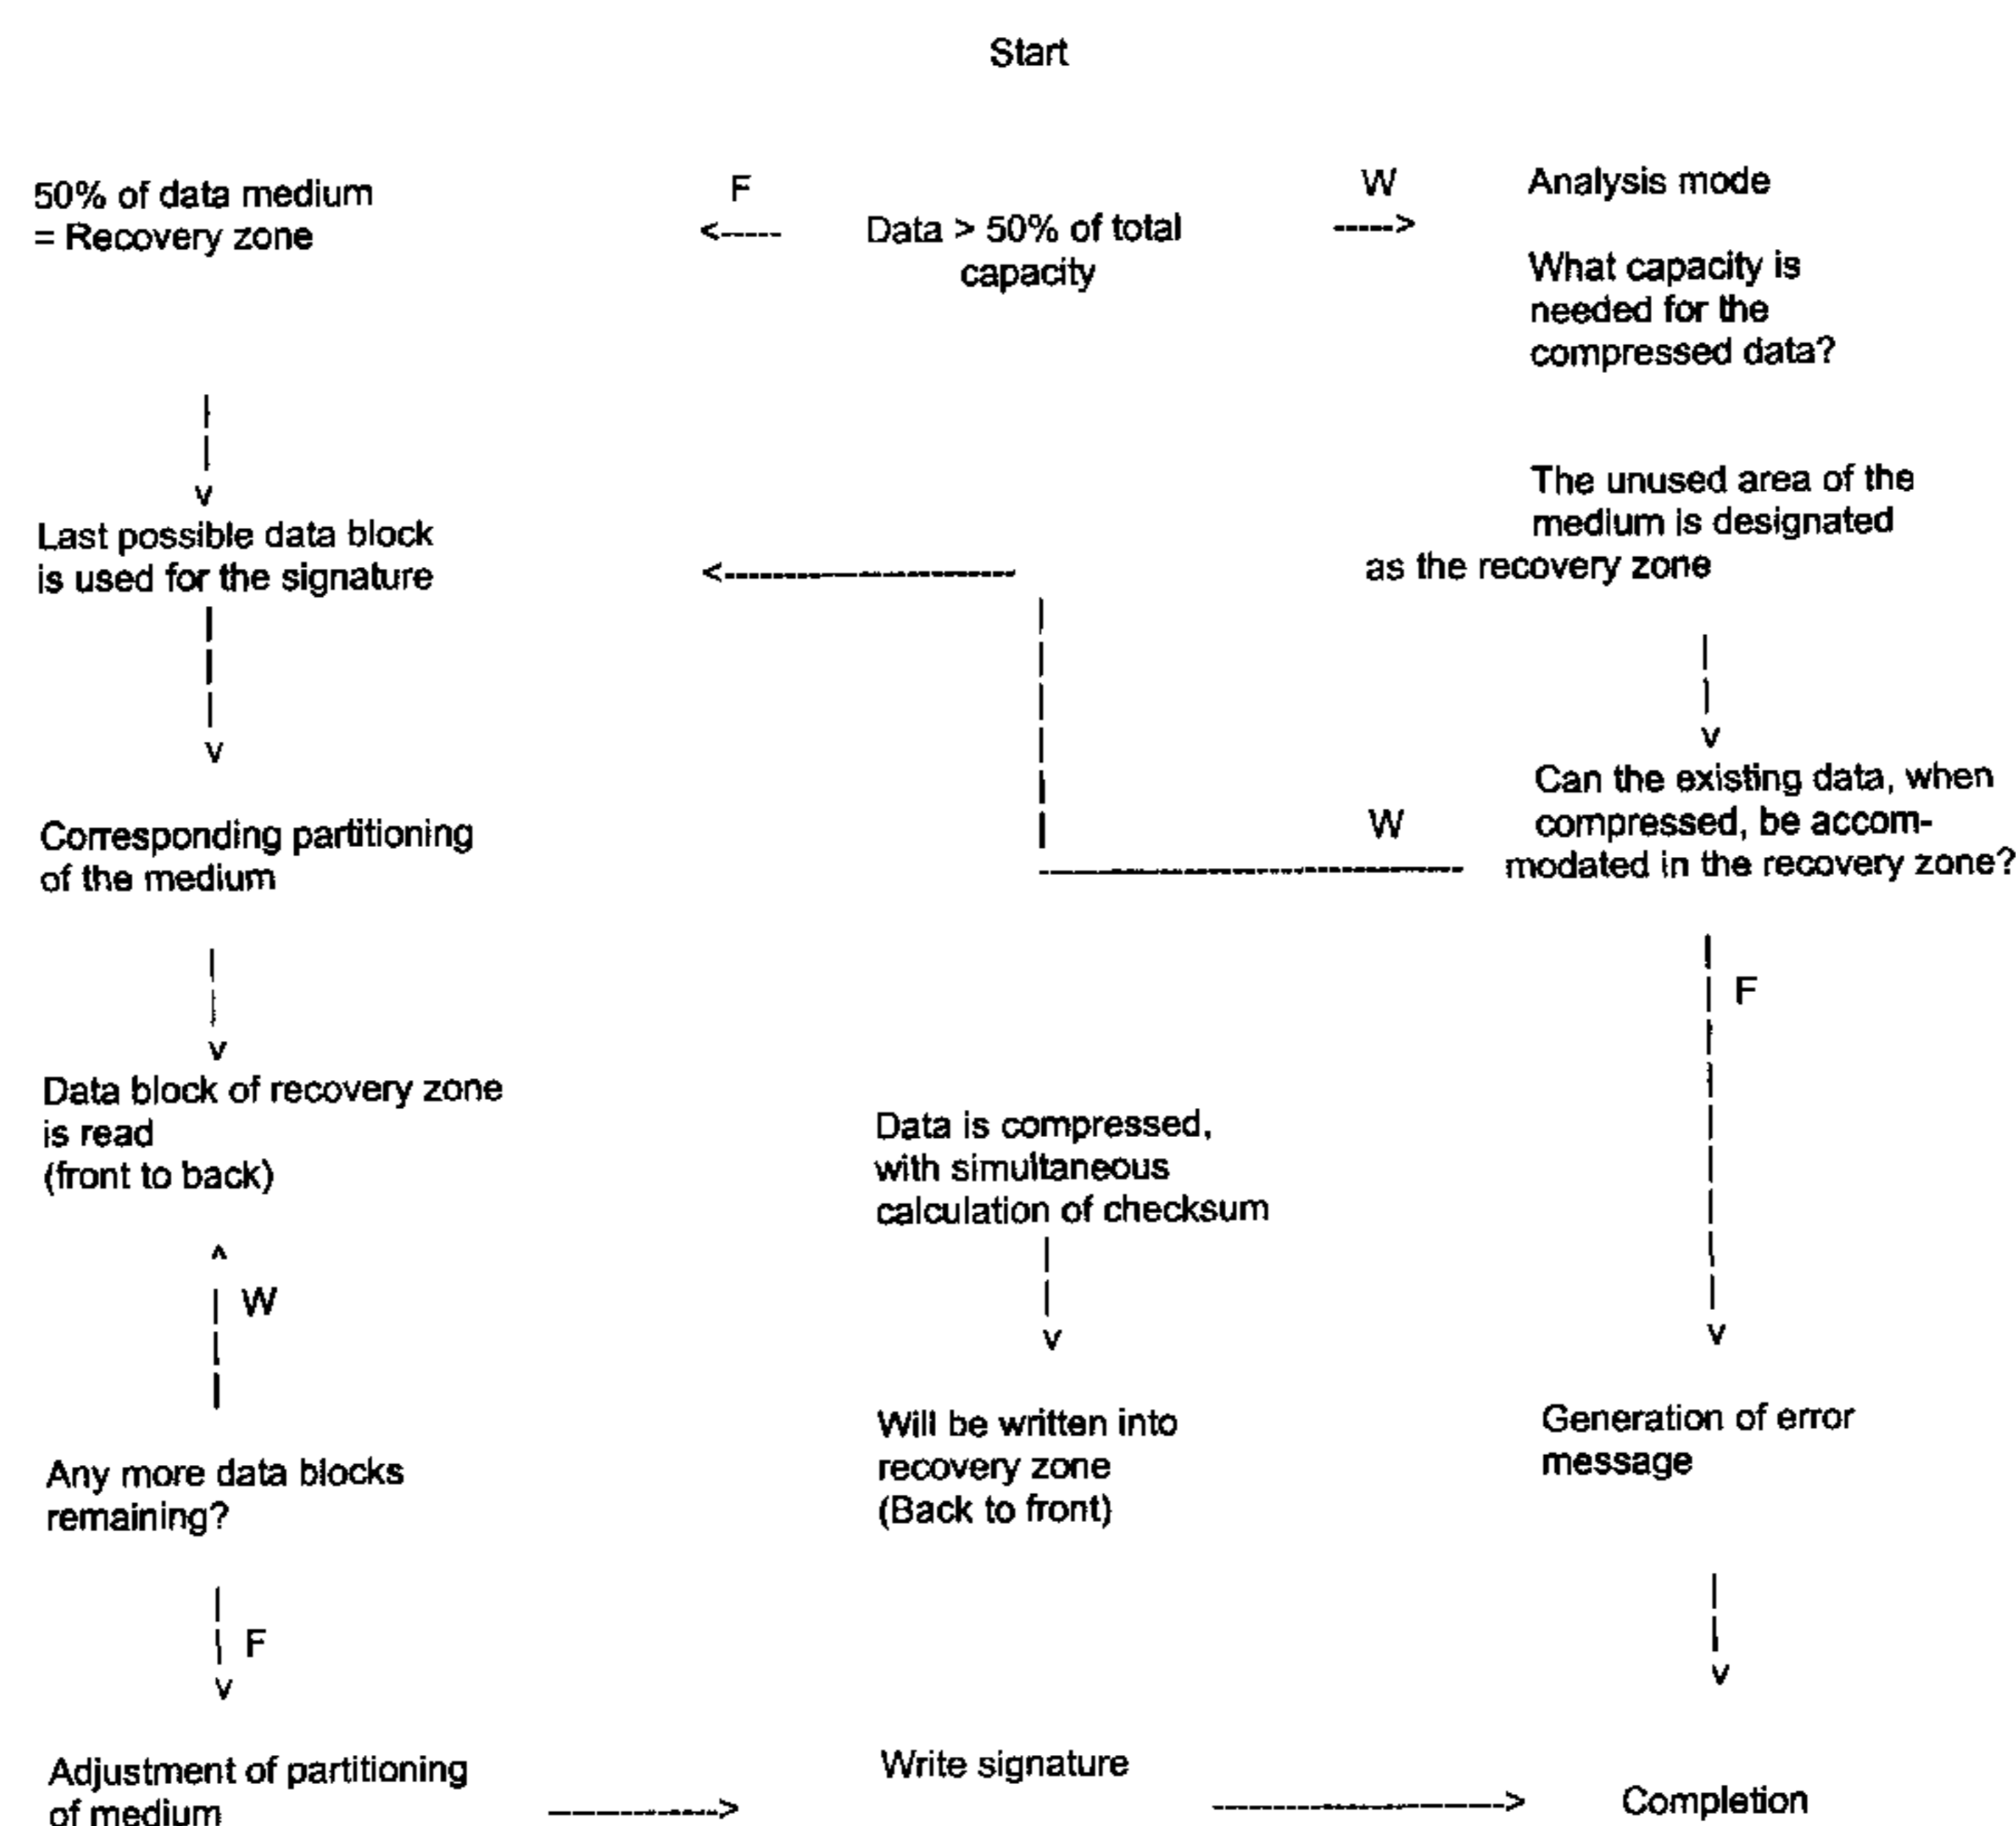 Start
50% of data medium
= Recovery zone
F
<-----
Data > 50% of total
capacity
W
----->
Analysis mode
What capacity is
needed for the
compressed data?
Last possible data block
is used for the signature
The unused area of the
medium is designated
as the recovery zone
Corresponding partitioning
of the medium
W
Can the existing data, when
compressed, be accom-
modated in the recovery zone?
F
Data block of recovery zone
is read
(front to back)
Data is compressed,
with simultaneous
calculation of checksum
W
Any more data blocks
remaining?
Will be written into
recovery zone
(Back to front)
Generation of error
message
F
Adjustment of partitioning
of medium
Write signature
Completion